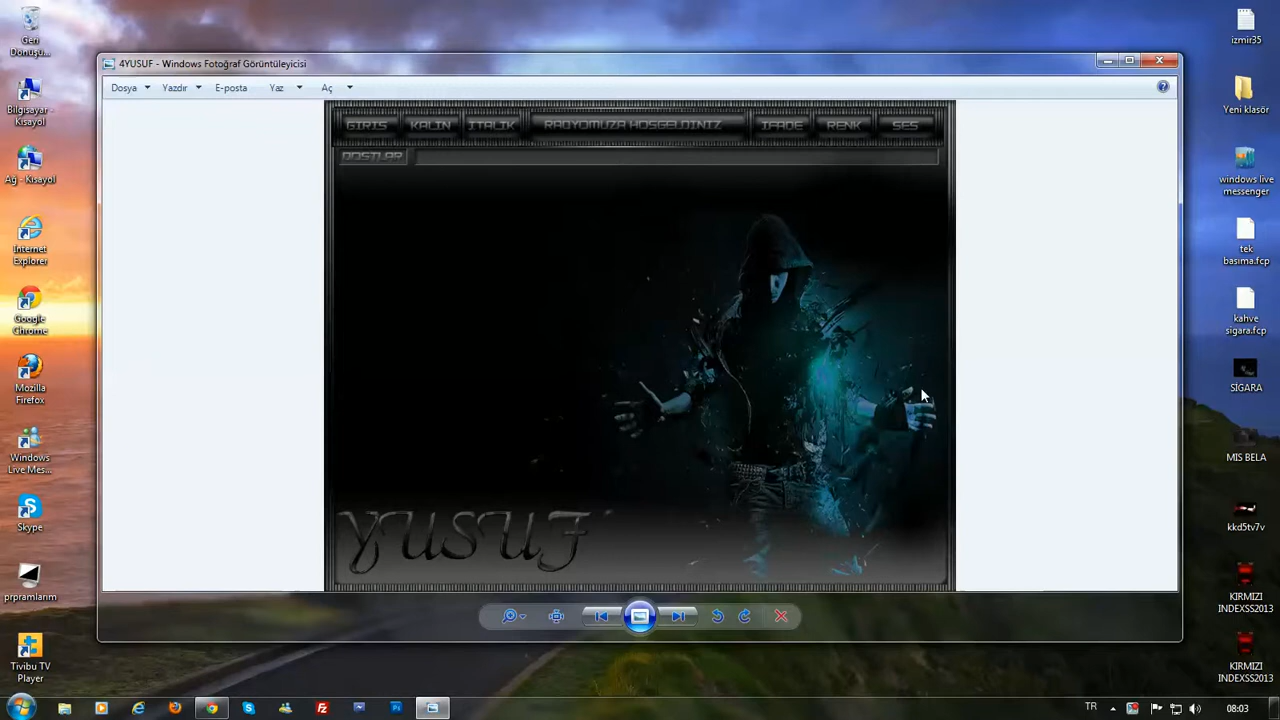 Geri
Dönüşü...
Bilgisayar -
Kısayol
Ağ - Kısayol
Internet
Explorer
Google
Chrome
Mozilla
Firefox
Windows
Live Mes...
Skype
prpramlarım
Tivibu TV
Player
4YUSUF - Windows Fotoğraf Görüntüleyicisi
Dosya Yazdır E-posta Yaz Aç
GIRIS KALIN ITALIK RADYOMUZA HOSGELDINIZ IFADE RENK SES
DOSTLAR
YUSUF
izmir35
Yeni klasör
windows live
messenger
tek
basıma.fcp
kahve
sigara.fcp
SIGARA
MIS BELA
kkd5tv7v
KIRMIZI
INDEXSS2013
KIRMIZI
INDEXSS2013
TR 08:03